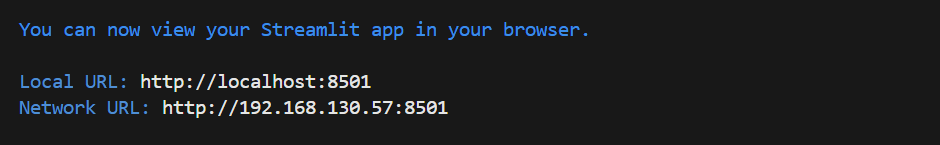 You can now view your Streamlit app in your browser.
Local URL: http://localhost:8501
Network URL: http://192.168.130.57:8501